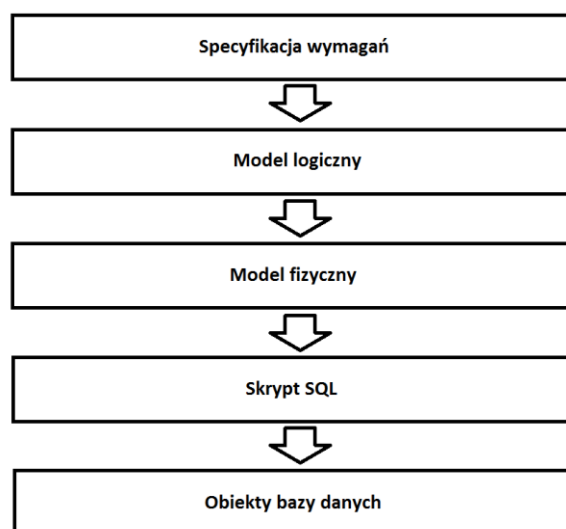 Specyfikacja wymagań
Model logiczny
Model fizyczny
Skrypt SQL
Obiekty bazy danych